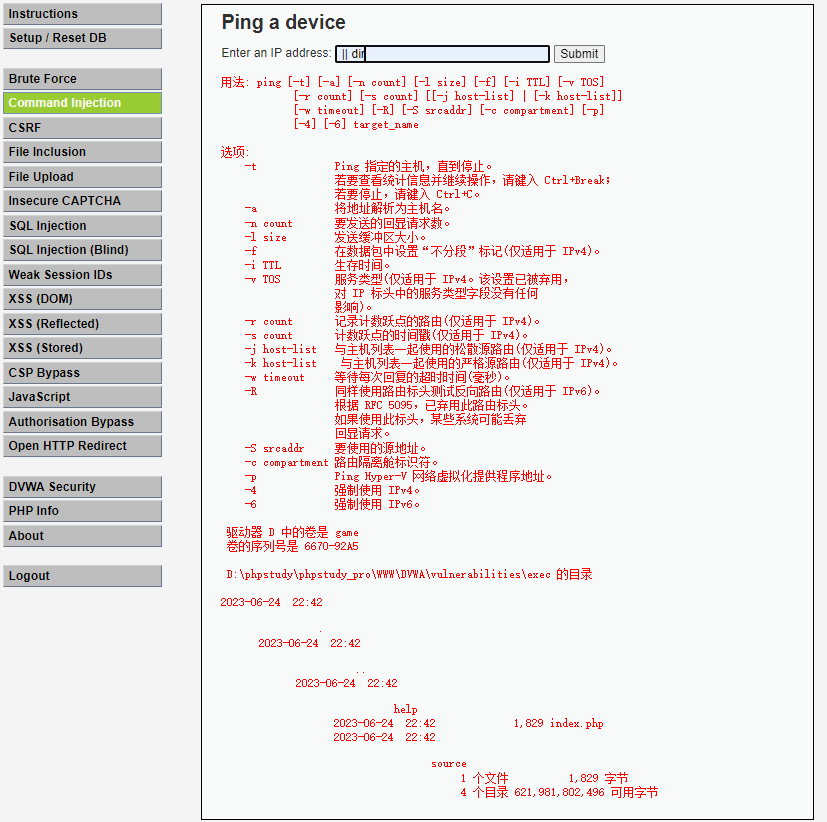 Instructions
Setup / Reset DB
Brute Force
Command Injection
CSRF
File Inclusion
File Upload
Insecure CAPTCHA
SQL Injection
SQL Injection (Blind)
Weak Session IDs
XSS (DOM)
XSS (Reflected)
XSS (Stored)
CSP Bypass
JavaScript
Authorisation Bypass
Open HTTP Redirect
DVWA Security
PHP Info
About
Logout
Ping a device
Enter an IP address: || dir Submit
用法: ping [-t] [-a] [-n count] [-l size] [-f] [-i TTL] [-v TOS]
[-r count] [-s count] [[-j host-list] | [-k host-list]]
[-w timeout] [-R] [-S srcaddr] [-c compartment] [-p]
[-4] [-6] target_name
选项:
-t Ping 指定的主机，直到停止。
若要查看统计信息并继续操作，请键入 Ctrl+Break；
若要停止，请键入 Ctrl+C。
-a 将地址解析为主机名。
-n count 要发送的回显请求数。
-l size 发送缓冲区大小。
-f 在数据包中设置“不分段”标记(仅适用于 IPv4)。
-i TTL 生存时间。
-v TOS 服务类型(仅适用于 IPv4。该设置已被弃用，
对 IP 标头中的服务类型字段没有任何
影响)。
-r count 记录计数跃点的路由(仅适用于 IPv4)。
-s count 计数跃点的时间戳(仅适用于 IPv4)。
-j host-list 与主机列表一起使用的松散源路由(仅适用于 IPv4)。
-k host-list 与主机列表一起使用的严格源路由(仅适用于 IPv4)。
-w timeout 等待每次回复的超时时间(毫秒)。
-R 同样使用路由标头测试反向路由(仅适用于 IPv6)。
根据 RFC 5095，已弃用此路由标头。
如果使用此标头，某些系统可能丢弃
回显请求。
-S srcaddr 要使用的源地址。
-c compartment 路由隔离舱标识符。
-p Ping Hyper-V 网络虚拟化提供程序地址。
-4 强制使用 IPv4。
-6 强制使用 IPv6。
驱动器 D 中的卷是 game
卷的序列号是 6670-92A5
D:\phpstudy\phpstudy_pro\WWW\DVWA\vulnerabilities\exec 的目录
2023-06-24 22:42
.
2023-06-24 22:42
..
2023-06-24 22:42
help
2023-06-24 22:42 1,829 index.php
2023-06-24 22:42
source
1 个文件 1,829 字节
4 个目录 621,981,802,496 可用字节